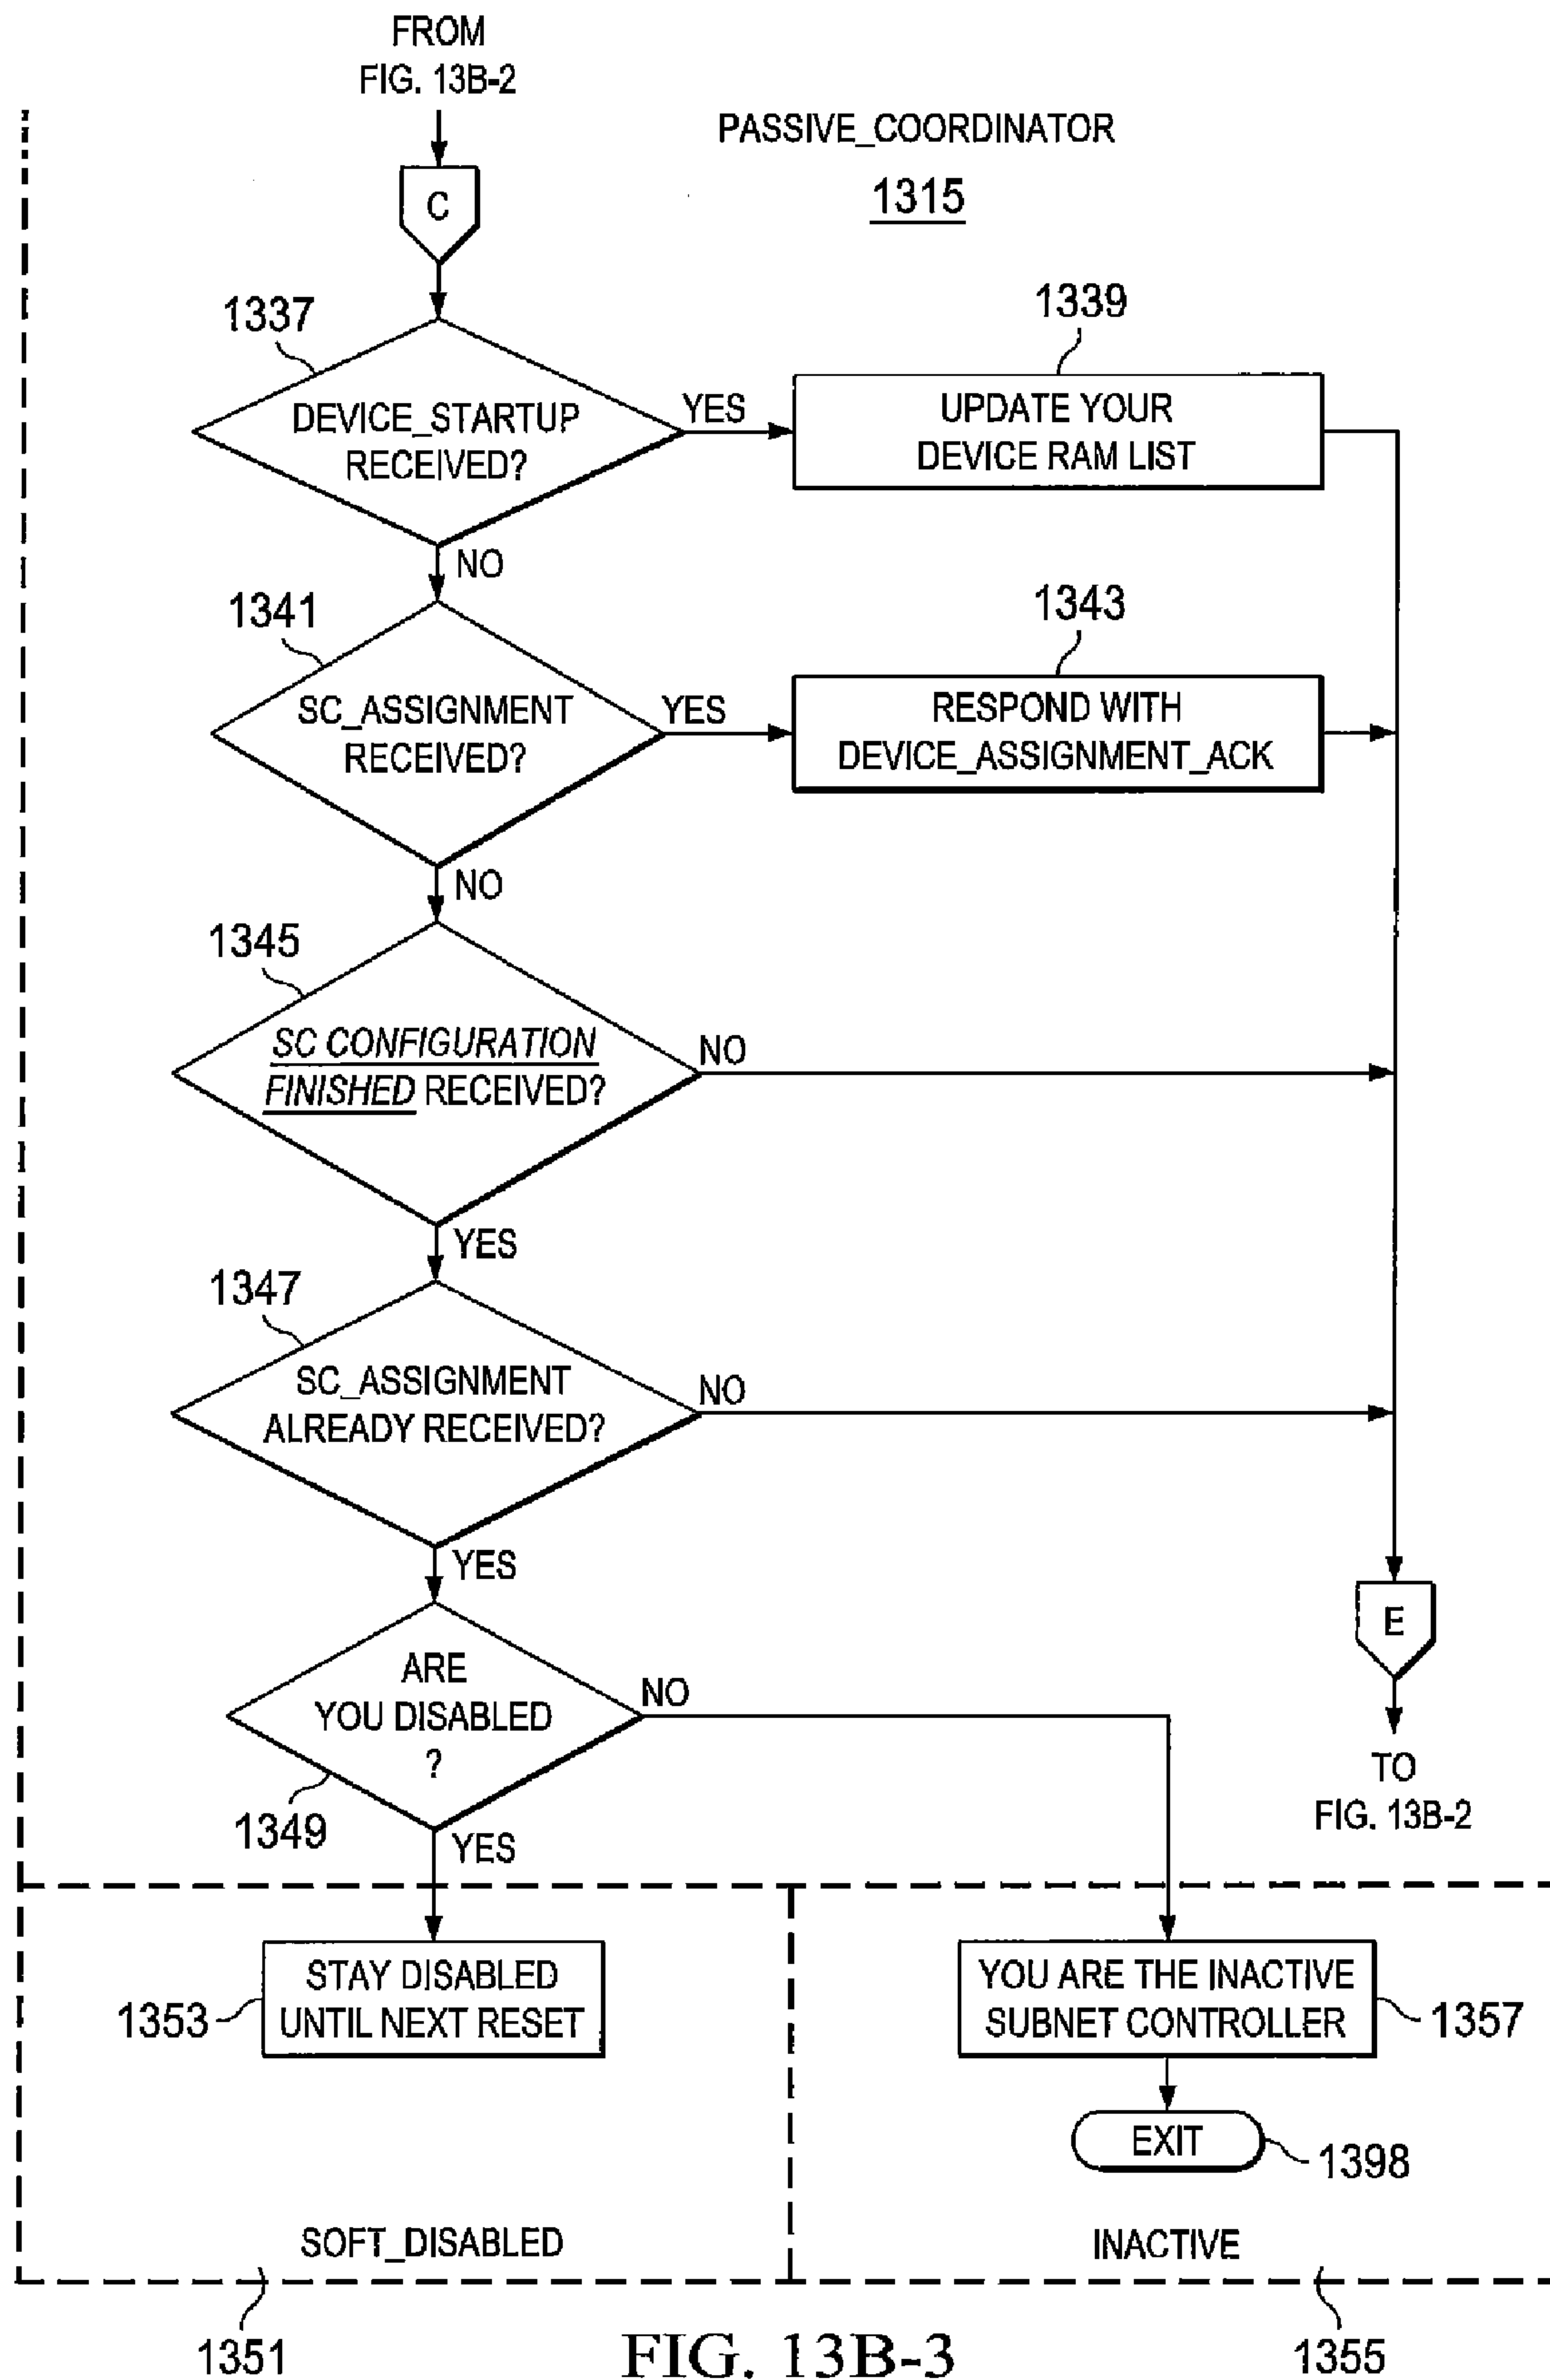 FROM
FIG. 13B-2
PASSIVE_COORDINATOR
1315
C
1337
DEVICE_STARTUP
RECEIVED?
YES
NO
1339
UPDATE YOUR
DEVICE RAM LIST
1341
SC_ASSIGNMENT
RECEIVED?
YES
NO
1343
RESPOND WITH
DEVICE_ASSIGNMENT_ACK
1345
SC CONFIGURATION
FINISHED RECEIVED?
NO
YES
1347
SC_ASSIGNMENT
ALREADY RECEIVED?
NO
YES
E
TO
FIG. 13B-2
ARE
YOU DISABLED
?
NO
1349
YES
1353
STAY DISABLED
UNTIL NEXT RESET
YOU ARE THE INACTIVE
SUBNET CONTROLLER
1357
EXIT
1398
SOFT_DISABLED
INACTIVE
1351
1355
FIG. 13B-3